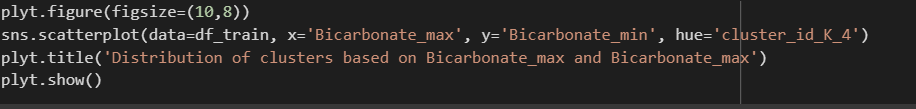 plyt.figure(figsize=(10,8))
sns.scatterplot(data=df_train, x='Bicarbonate_max', y='Bicarbonate_min', hue='cluster_id_K_4')
plyt.title('Distribution of clusters based on Bicarbonate_max and Bicarbonate_max')
plyt.show()